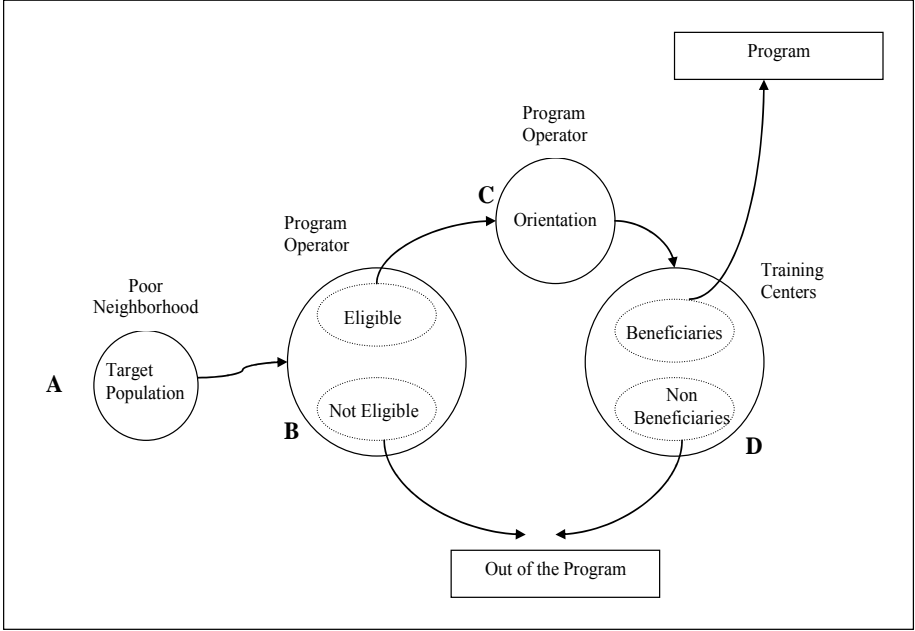 Program
Program
Operator
C
Orientation
Program
Operator
Training
Centers
Poor
Neighborhood
Eligible
Beneficiaries
A
Target
Population
Not Eligible
Non
Beneficiaries
B
D
Out of the Program